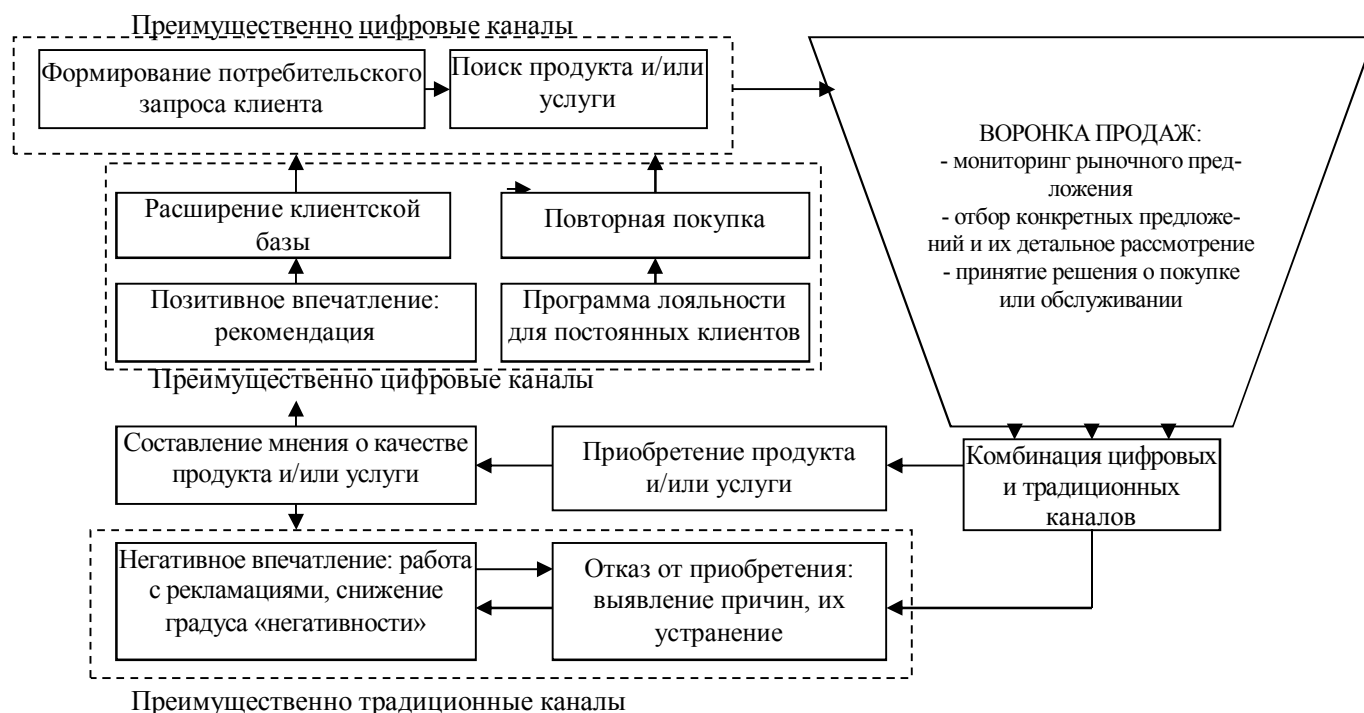 Преимущественно цифровые каналы
Формирование потребительского
запроса клиента
Поиск продукта и/или
услуги
ВОРОНКА ПРОДАЖ:
- мониторинг рыночного пред-
ложения
- отбор конкретных предложе-
ний и их детальное рассмотрение
- принятие решения о покупке
или обслуживании
Расширение клиентской
базы
Повторная покупка
Позитивное впечатление:
рекомендация
Программа лояльности
для постоянных клиентов
Преимущественно цифровые каналы
Составление мнения о качестве
продукта и/или услуги
Приобретение продукта
и/или услуги
Комбинация цифровых
и традиционных
каналов
Негативное впечатление: работа
с рекламациями, снижение
градуса «негативности»
Отказ от приобретения:
выявление причин, их
устранение
Преимущественно традиционные каналы